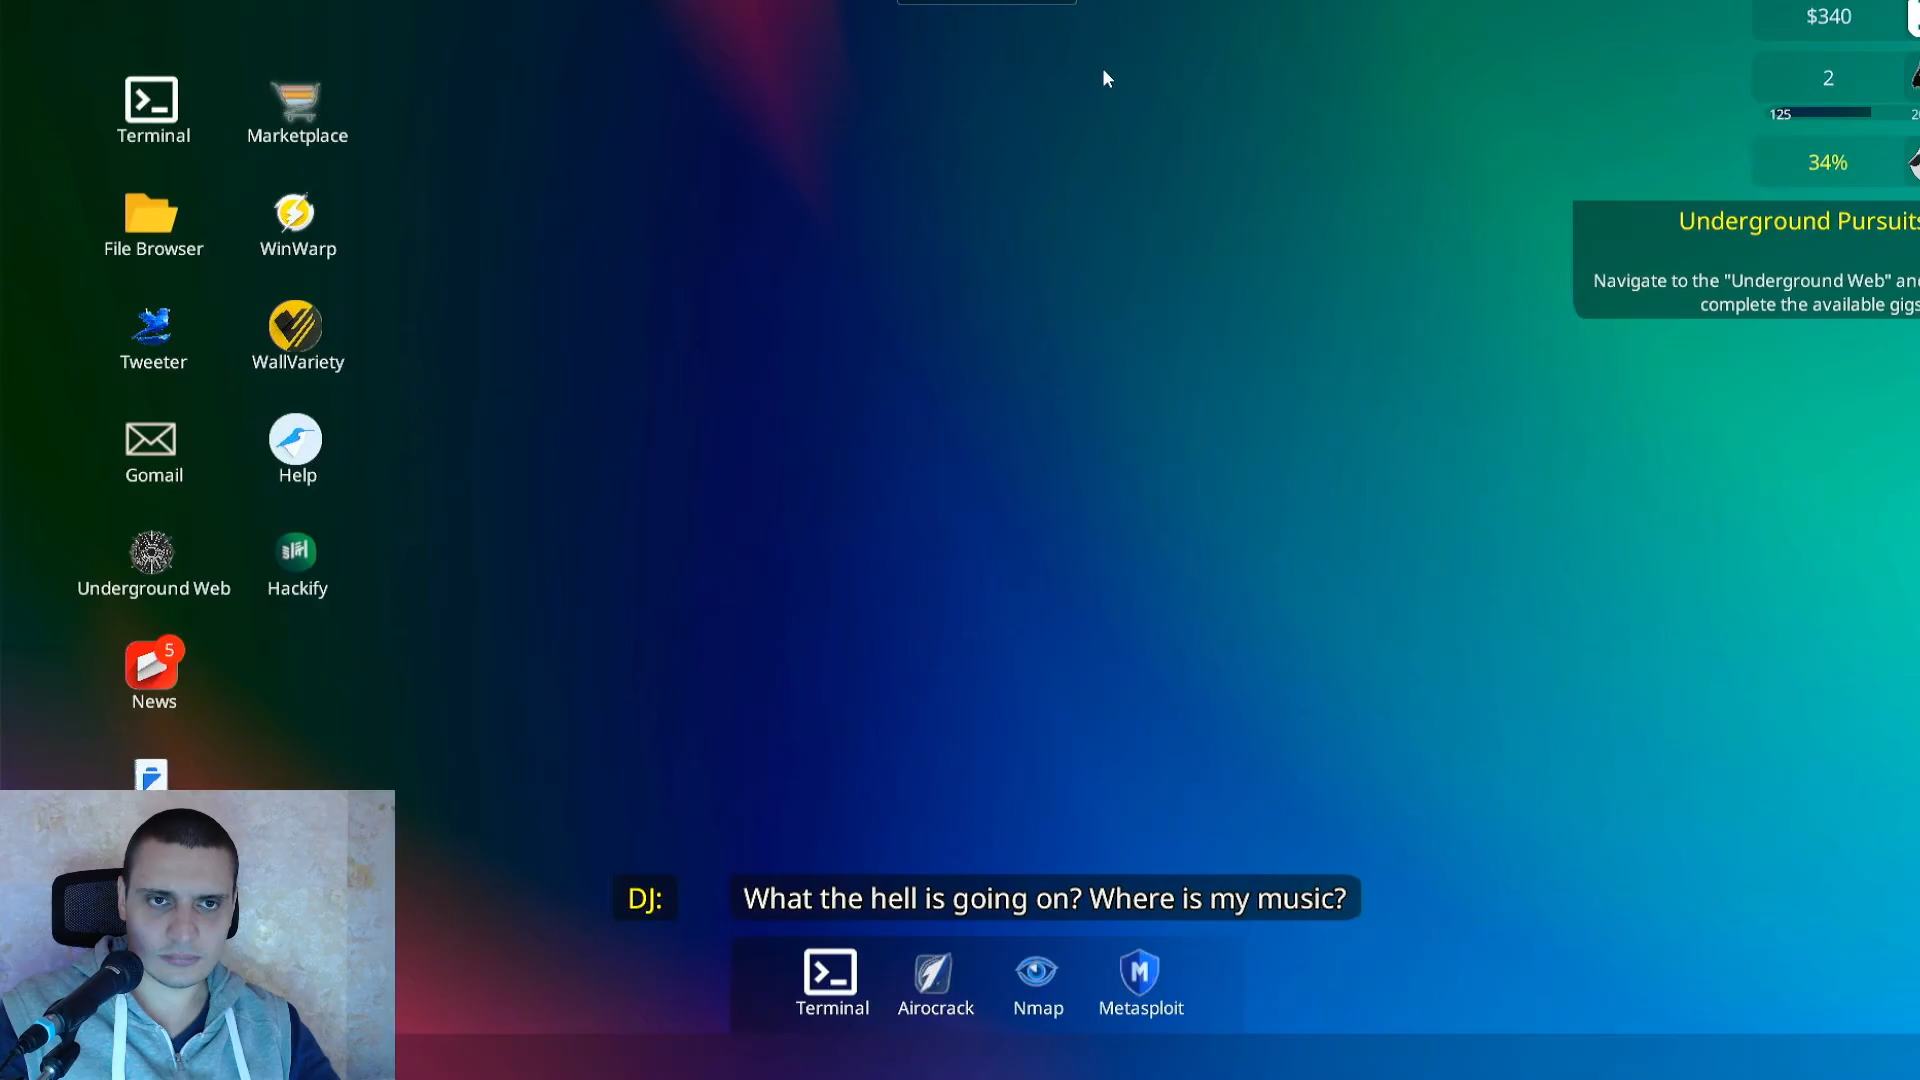 $340
2
125
34%
Underground Pursuits
Navigate to the "Underground Web" and
complete the available gigs
Terminal
Marketplace
File Browser
WinWarp
Tweeter
WallVariety
Gomail
Help
Underground Web
Hackify
5
News
DJ:
What the hell is going on? Where is my music?
M
Terminal
Airocrack
Nmap
Metasploit